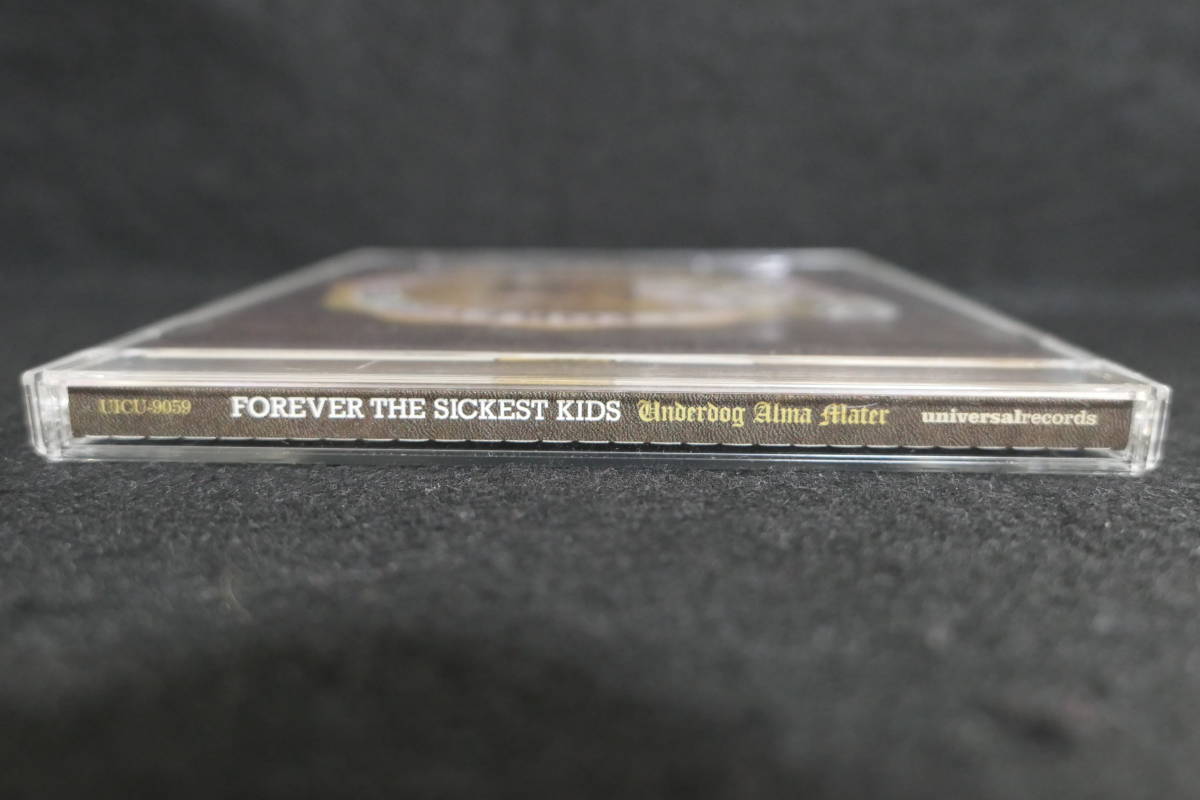 UICU-9059 FOREVER THE SICKEST KIDS Underdog Alma Mater universalrecords